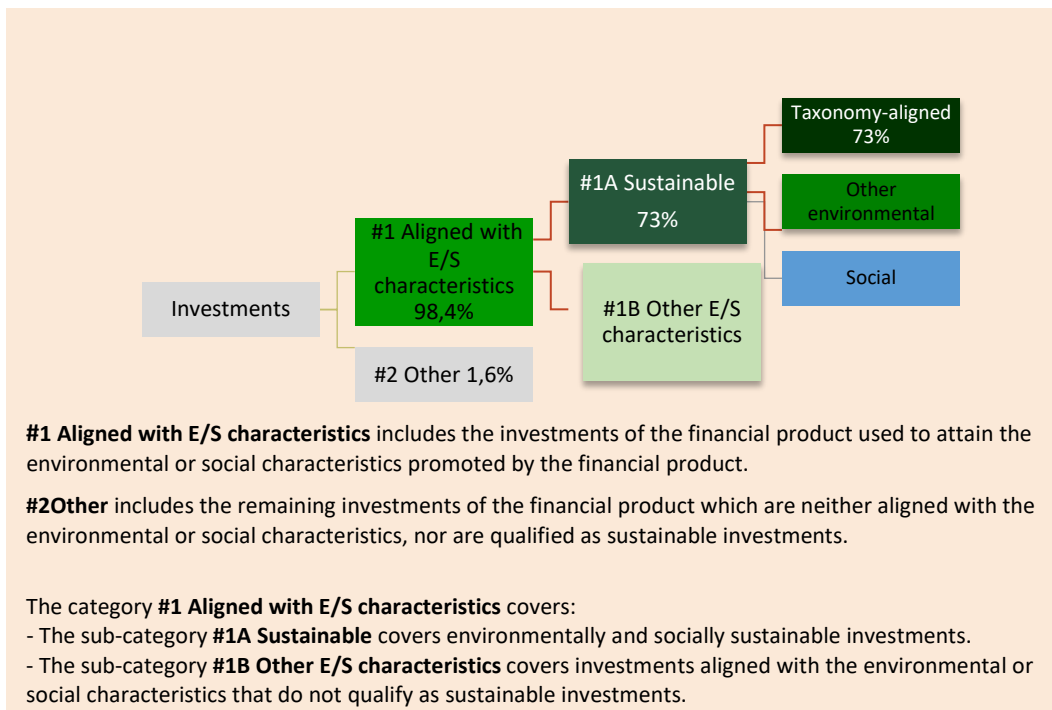 Taxonomy-aligned
73%
#1A Sustainable
73%
Other
environmental
#1 Aligned with
E/S
characteristics
98,4%
Social
Investments
#1B Other E/S
characteristics
#2 Other 1,6%
#1 Aligned with E/S characteristics includes the investments of the financial product used to attain the
environmental or social characteristics promoted by the financial product.
#2Other includes the remaining investments of the financial product which are neither aligned with the
environmental or social characteristics, nor are qualified as sustainable investments.
The category #1 Aligned with E/S characteristics covers:
- The sub-category #1A Sustainable covers environmentally and socially sustainable investments.
- The sub-category #1B Other E/S characteristics covers investments aligned with the environmental or
social characteristics that do not qualify as sustainable investments.